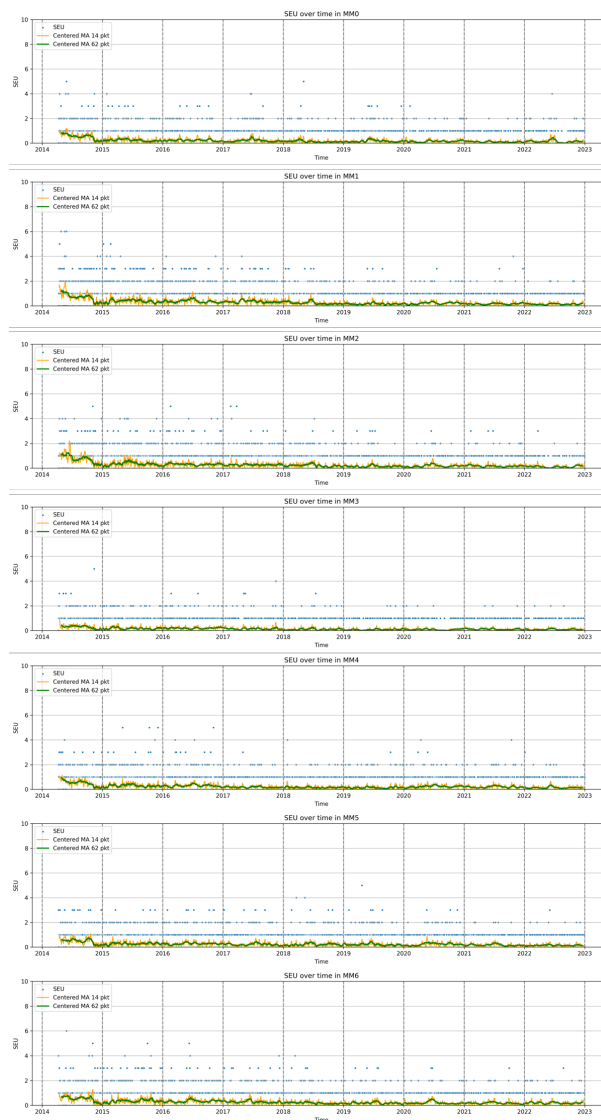 SEU over time in MM0
10
8
6
4
2
0
SEU
SEU
Centered MA 14 pkt
Centered MA 62 pkt
2014 2015 2016 2017 2018 2019 2020 2021 2022 2023
Time
SEU over time in MM1
10
8
6
4
2
0
SEU
SEU
Centered MA 14 pkt
Centered MA 62 pkt
2014 2015 2016 2017 2018 2019 2020 2021 2022 2023
Time
SEU over time in MM2
10
8
6
4
2
0
SEU
SEU
Centered MA 14 pkt
Centered MA 62 pkt
2014 2015 2016 2017 2018 2019 2020 2021 2022 2023
Time
SEU over time in MM3
10
8
6
4
2
0
SEU
SEU
Centered MA 14 pkt
Centered MA 62 pkt
2014 2015 2016 2017 2018 2019 2020 2021 2022 2023
Time
SEU over time in MM4
10
8
6
4
2
0
SEU
SEU
Centered MA 14 pkt
Centered MA 62 pkt
2014 2015 2016 2017 2018 2019 2020 2021 2022 2023
Time
SEU over time in MM5
10
8
6
4
2
0
SEU
SEU
Centered MA 14 pkt
Centered MA 62 pkt
2014 2015 2016 2017 2018 2019 2020 2021 2022 2023
Time
SEU over time in MM6
10
8
6
4
2
0
SEU
SEU
Centered MA 14 pkt
Centered MA 62 pkt
2014 2015 2016 2017 2018 2019 2020 2021 2022 2023
Time